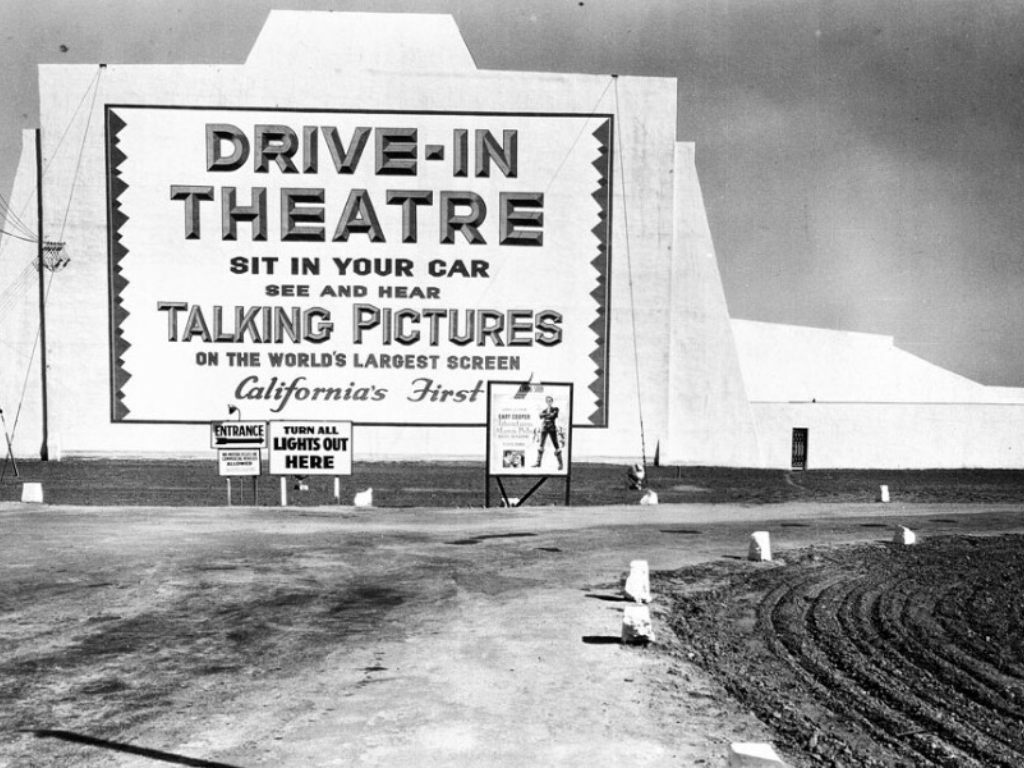 DRIVE-IN
THEATRE
SIT IN YOUR CAR
SEE AND HEAR
TALKING PICTURES
ON THE WORLD'S LARGEST SCREEN
California's First
ENTRANCE
ALLOWED
TURN ALL
LIGHTS OUT
HERE
GARY COOPER